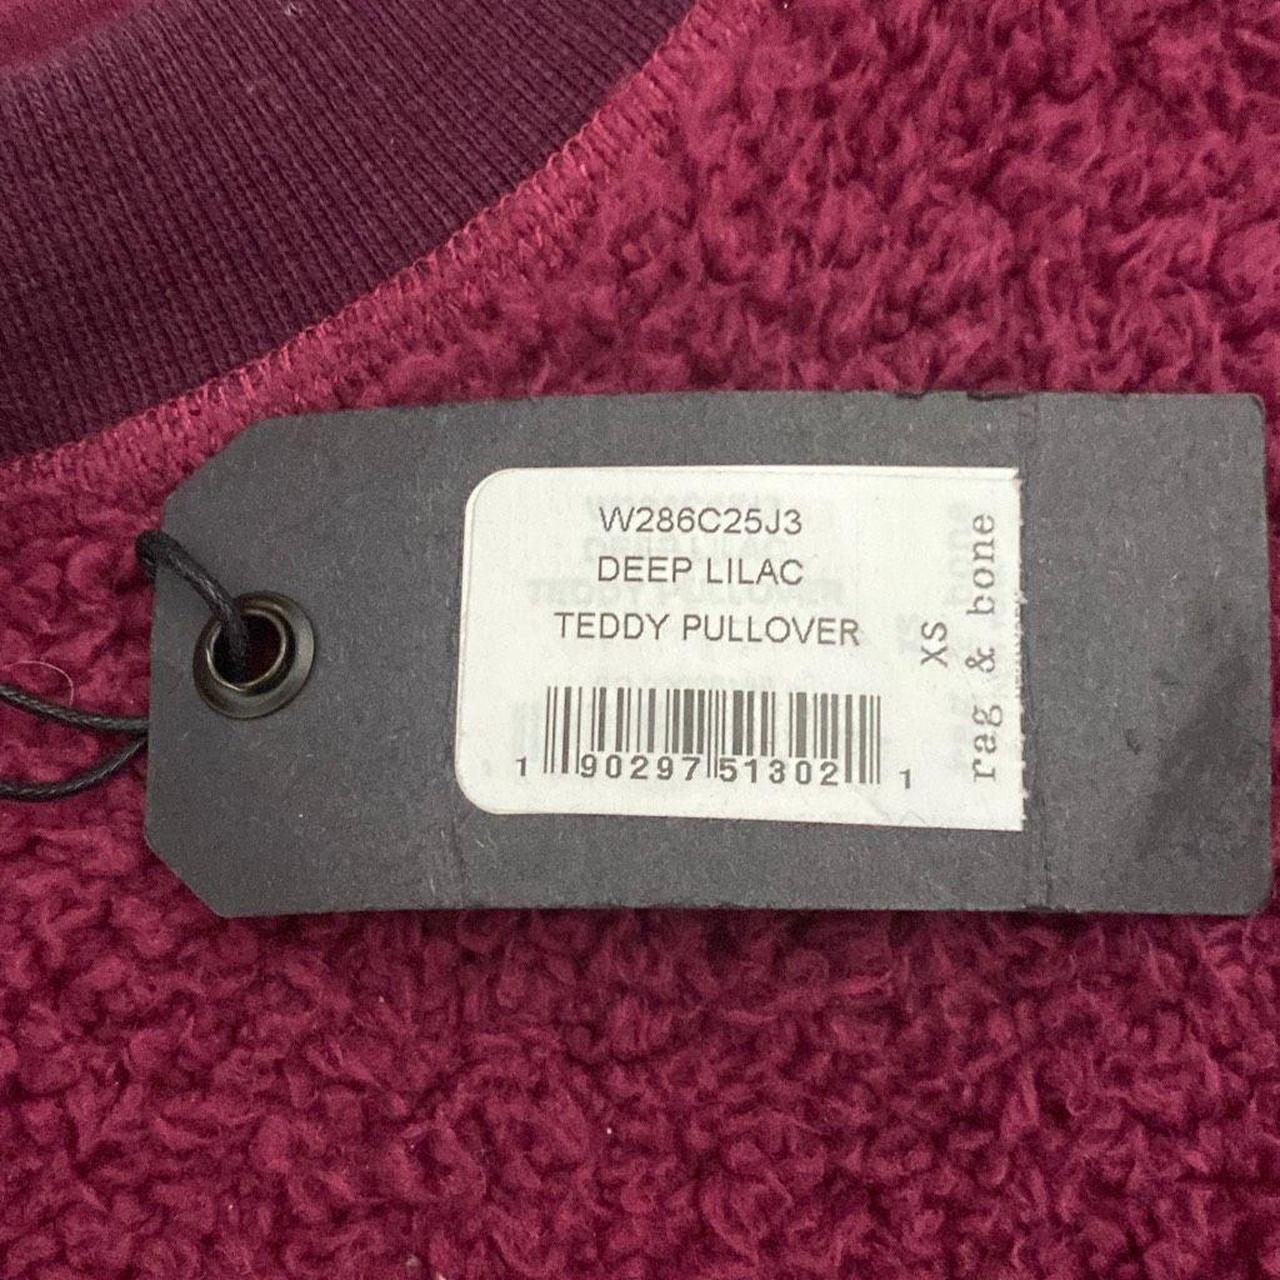 W286C25J3
DEEP LILAC
TEDDY PULLOVER
XS
rag & bone
1 90297 51302 1